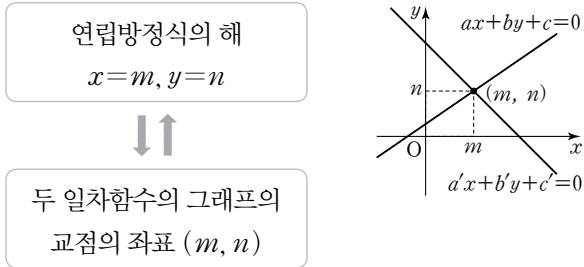 연립방정식의 해
x=m, y=n
두 일차함수의 그래프의
교점의 좌표 (m, n)
y
ax+by+c=0
n
(m, n)
O
m
x
a′x+b′y+c′=0